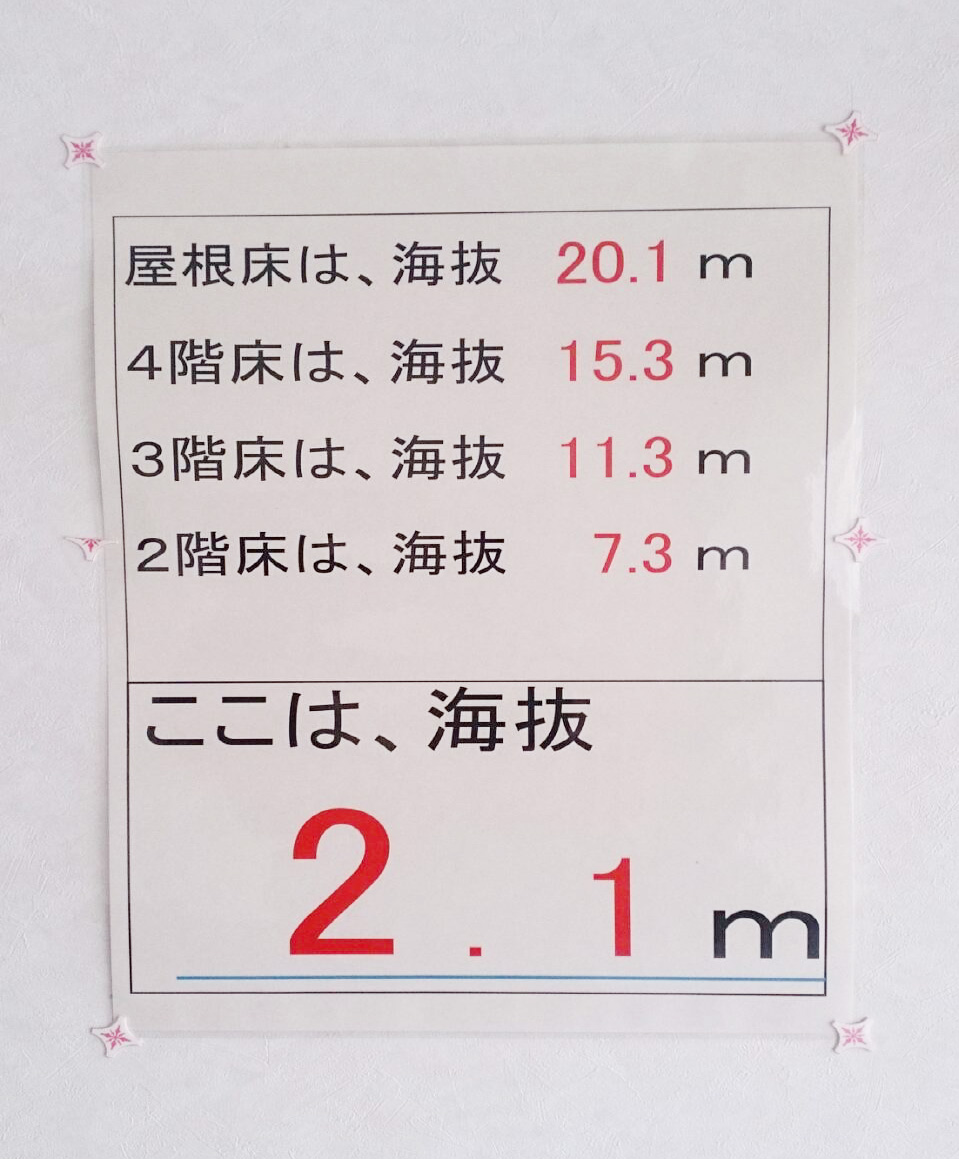 屋根床は、海抜 20.1 m
4階床は、海抜 15.3 m
3階床は、海抜 11.3 m
2階床は、海抜 7.3 m
ここは、海抜
2.1 m